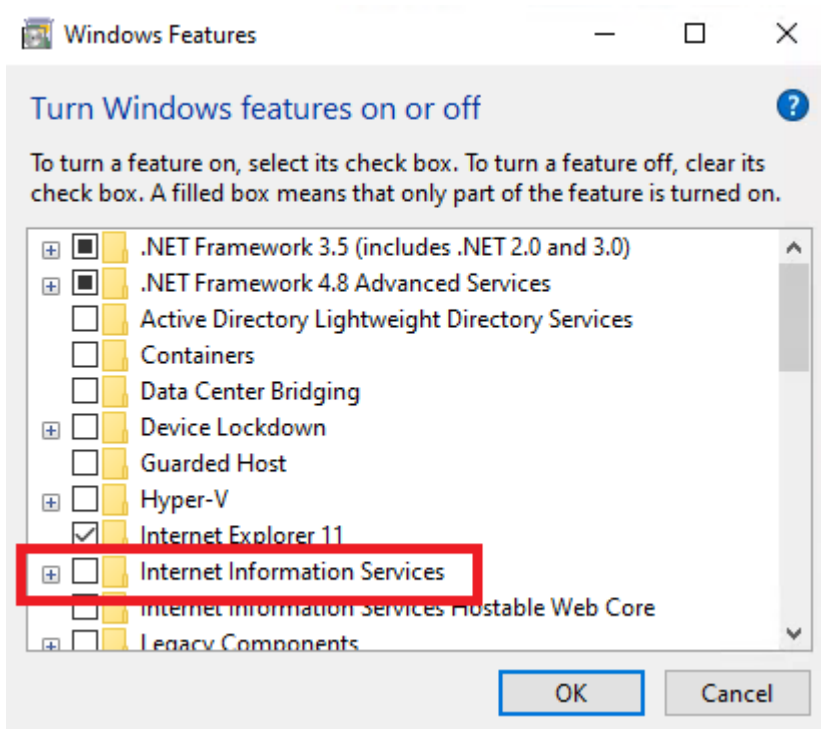 Windows Features
Turn Windows features on or off
To turn a feature on, select its check box. To turn a feature off, clear its
check box. A filled box means that only part of the feature is turned on.
.NET Framework 3.5 (includes .NET 2.0 and 3.0)
.NET Framework 4.8 Advanced Services
Active Directory Lightweight Directory Services
Containers
Data Center Bridging
Device Lockdown
Guarded Host
Hyper-V
Internet Explorer 11
Internet Information Services
Internet Information Services Hostable Web Core
Legacy Components
OK
Cancel